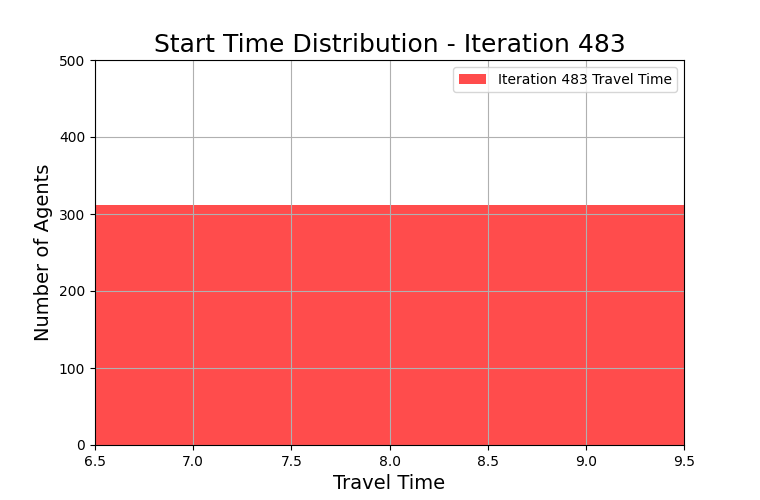 Start Time Distribution - Iteration 483
Iteration 483 Travel Time
Number of Agents
500
400
300
200
100
0
6.5 7.0 7.5 8.0 8.5 9.0 9.5
Travel Time